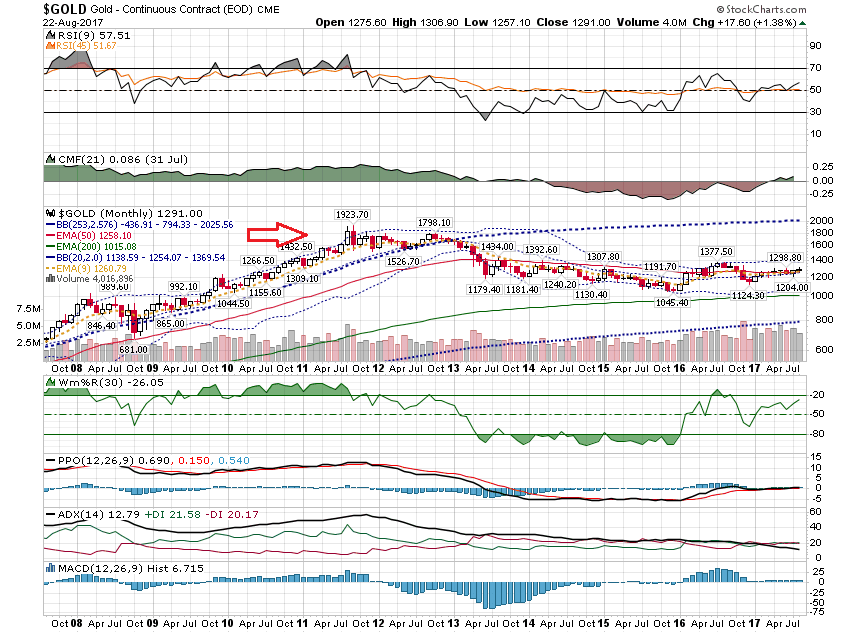 $GOLD Gold - Continuous Contract (EOD) CME
© StockCharts.com
22-Aug-2017
Open 1275.60 High 1306.90 Low 1257.10 Close 1291.00 Volume 4.0M Chg +17.60 (+1.38%)
RSI(9) 57.51
RSI(45) 51.67
90
70
50
30
10
CMF(21) 0.086 (31 Jul)
0.25
0.00
-0.25
$GOLD (Monthly) 1291.00
BB(253,2.576) -436.91 - 794.33 - 2025.56
EMA(50) 1258.10
EMA(200) 1015.08
BB(20,2.0) 1138.59 - 1254.07 - 1369.54
EMA(9) 1260.79
Volume 4,016,896
1923.70
1798.10
1432.50
1434.00
1392.60
1377.50
1307.80
1298.80
1266.50
1526.70
1191.70
1309.10
989.60
992.10
1155.60
1044.50
1179.40
1181.40
1240.20
1130.40
1045.40
1124.30
1204.00
846.40
865.00
681.00
2000
1800
1600
1400
1200
1000
800
600
7.5M
5.0M
2.5M
Oct 08 Apr Jul Oct 09 Apr Jul Oct 10 Apr Jul Oct 11 Apr Jul Oct 12 Apr Jul Oct 13 Apr Jul Oct 14 Apr Jul Oct 15 Apr Jul Oct 16 Apr Jul Oct 17 Apr Jul
Wm%R(30) -26.05
-20
-50
-80
PPO(12,26,9) 0.690, 0.150, 0.540
15
10
5
0
-5
ADX(14) 12.79 +DI 21.58 -DI 20.17
60
40
20
0
MACD(12,26,9) Hist 6.715
25
0
-25
-50
-75
Oct 08 Apr Jul Oct 09 Apr Jul Oct 10 Apr Jul Oct 11 Apr Jul Oct 12 Apr Jul Oct 13 Apr Jul Oct 14 Apr Jul Oct 15 Apr Jul Oct 16 Apr Jul Oct 17 Apr Jul